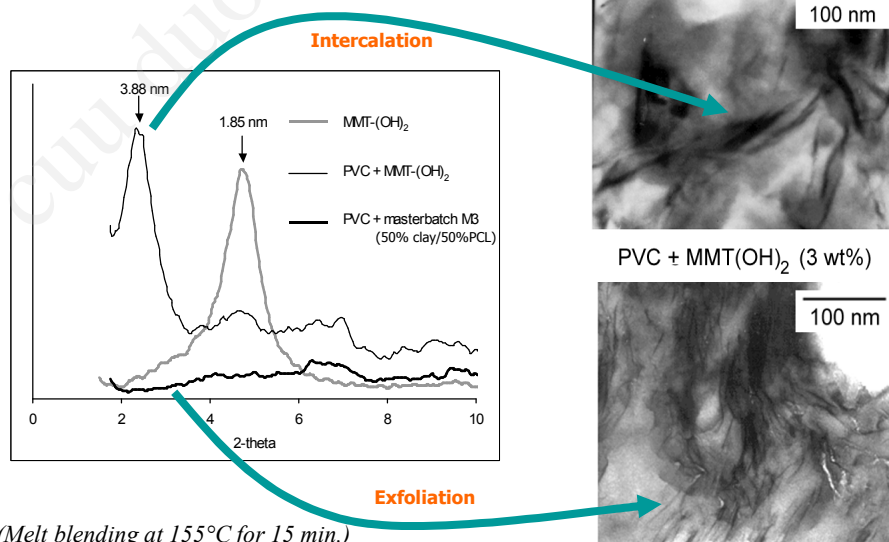 100 nm
Intercalation
3.88 nm
1.85 nm
MMT-(OH)₂
PVC + MMT-(OH)₂
PVC + masterbatch M3
(50% clay/50%PCL)
0 2 4 6 8 10
2-theta
PVC + MMT(OH)₂ (3 wt%)
100 nm
Exfoliation
(Melt blending at 155°C for 15 min.)
cuu duo